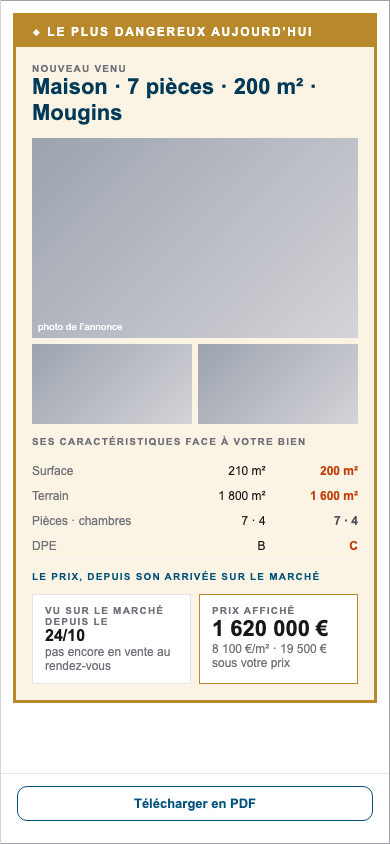 ◆ LE PLUS DANGEREUX AUJOURD'HUI
NOUVEAU VENU
Maison · 7 pièces · 200 m² ·
Mougins
photo de l'annonce
SES CARACTÉRISTIQUES FACE À VOTRE BIEN
Surface 210 m² 200 m²
Terrain 1 800 m² 1 600 m²
Pièces · chambres 7 · 4 7 · 4
DPE B C
LE PRIX, DEPUIS SON ARRIVÉE SUR LE MARCHÉ
VU SUR LE MARCHÉ
DEPUIS LE
24/10
pas encore en vente au
rendez-vous
PRIX AFFICHÉ
1 620 000 €
8 100 €/m² · 19 500 €
sous votre prix
Télécharger en PDF